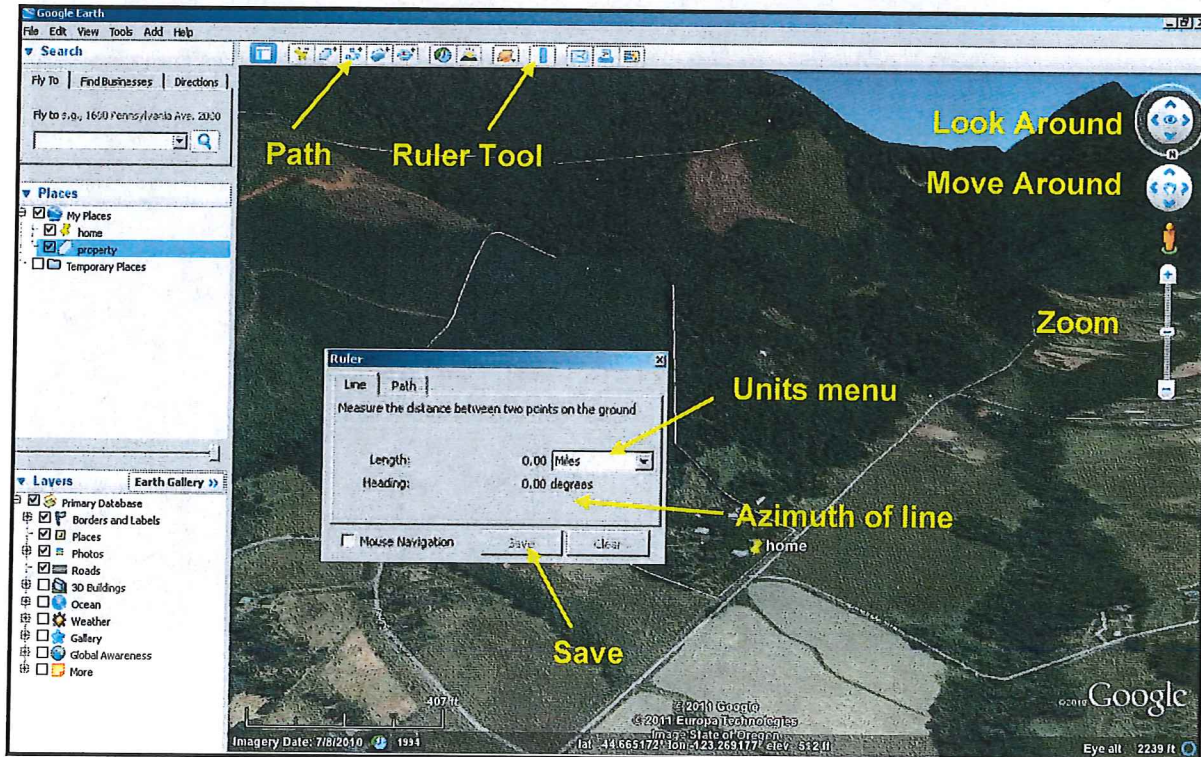 Google Earth
File Edit View Tools Add Help
Search
Fly To Find Businesses Directions
Fly to e.g., 1600 Pennsylvania Ave, 2000
Places
My Places
home
property
Temporary Places
Layers
Earth Gallery >>
Primary Database
Borders and Labels
Places
Photos
Roads
3D Buildings
Ocean
Weather
Gallery
Global Awareness
More
Path
Ruler Tool
Look Around
N
Move Around
Zoom
Ruler
Line Path
Measure the distance between two points on the ground
Length: 0.00 Miles
Heading: 0.00 degrees
Mouse Navigation Save Clear
Units menu
Azimuth of line
home
Save
407 ft
©2010 Google
© 2011 Google
© 2011 Europa Technologies
Image State of Oregon
Imagery Date: 7/8/2010 1994
lat 44.665172° lon -123.269177° elev 512 ft
Eye alt 2239 ft